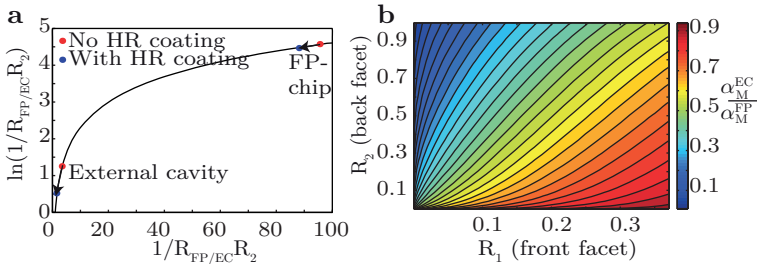 a
ln(1/R_FP/EC R_2)
5
4
3
2
1
0
No HR coating
With HR coating
FP-
chip
External cavity
0 20 40 60 80 100
1/R_FP/EC R_2
b
R_2 (back facet)
0.9
0.7
0.5
0.3
0.1
0.1 0.2 0.3
R_1 (front facet)
0.9
0.7
0.5
0.3
0.1
α_M^EC
α_M^FP